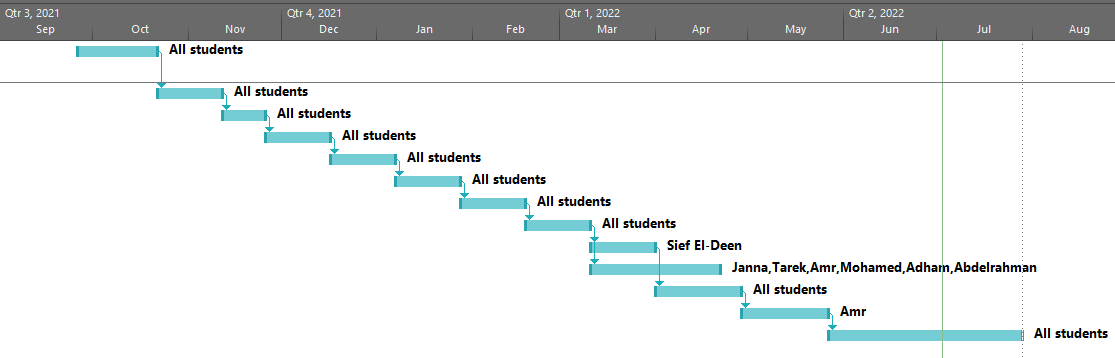 Qtr 3, 2021 Qtr 4, 2021 Qtr 1, 2022 Qtr 2, 2022
Sep Oct Nov Dec Jan Feb Mar Apr May Jun Jul Aug
All students
All students
All students
All students
All students
All students
All students
All students
Sief El-Deen
Janna,Tarek,Amr,Mohamed,Adham,Abdelrahman
All students
Amr
All students